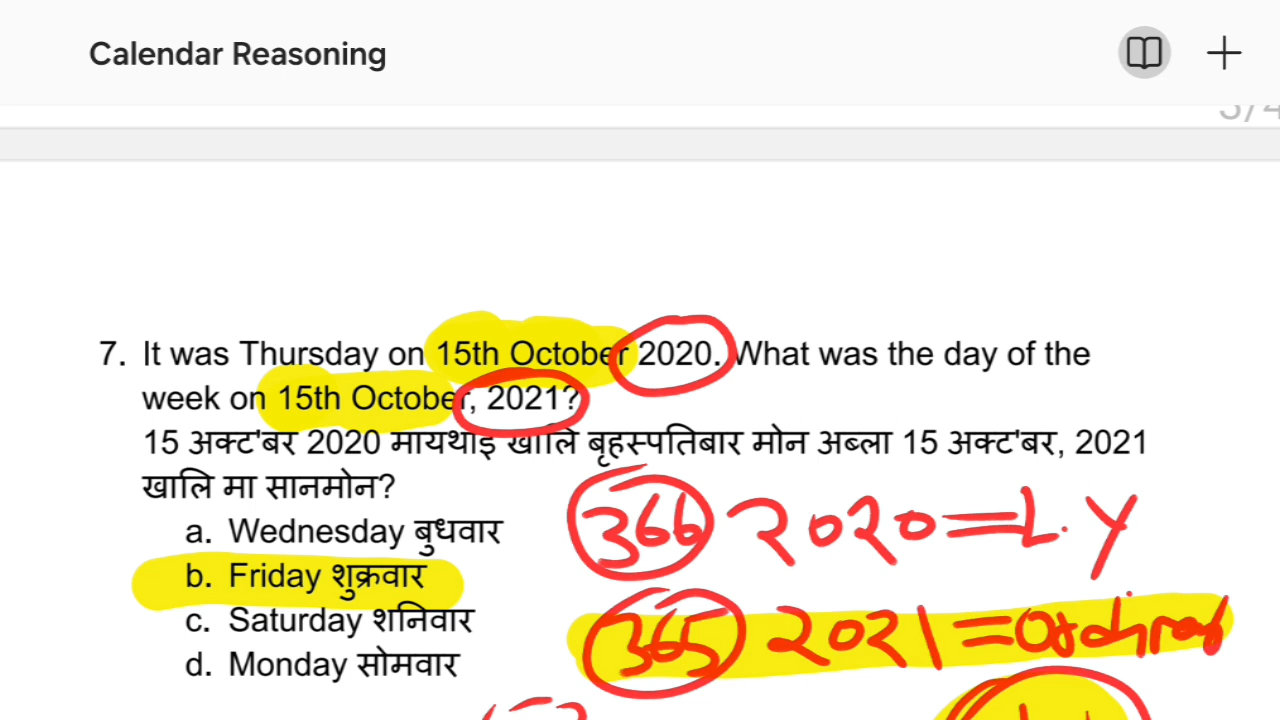 Calendar Reasoning
7. It was Thursday on 15th October 2020. What was the day of the
week on 15th October, 2021?
15 अक्ट'बर 2020 मायथाइ खालि बृहस्पतिबार मोन अब्ला 15 अक्ट'बर, 2021
खालि मा सानमोन?
a. Wednesday बुधवार
366 2020=L.Y
b. Friday शुक्रवार
c. Saturday शनिवार
365 2021=
d. Monday सोमवार